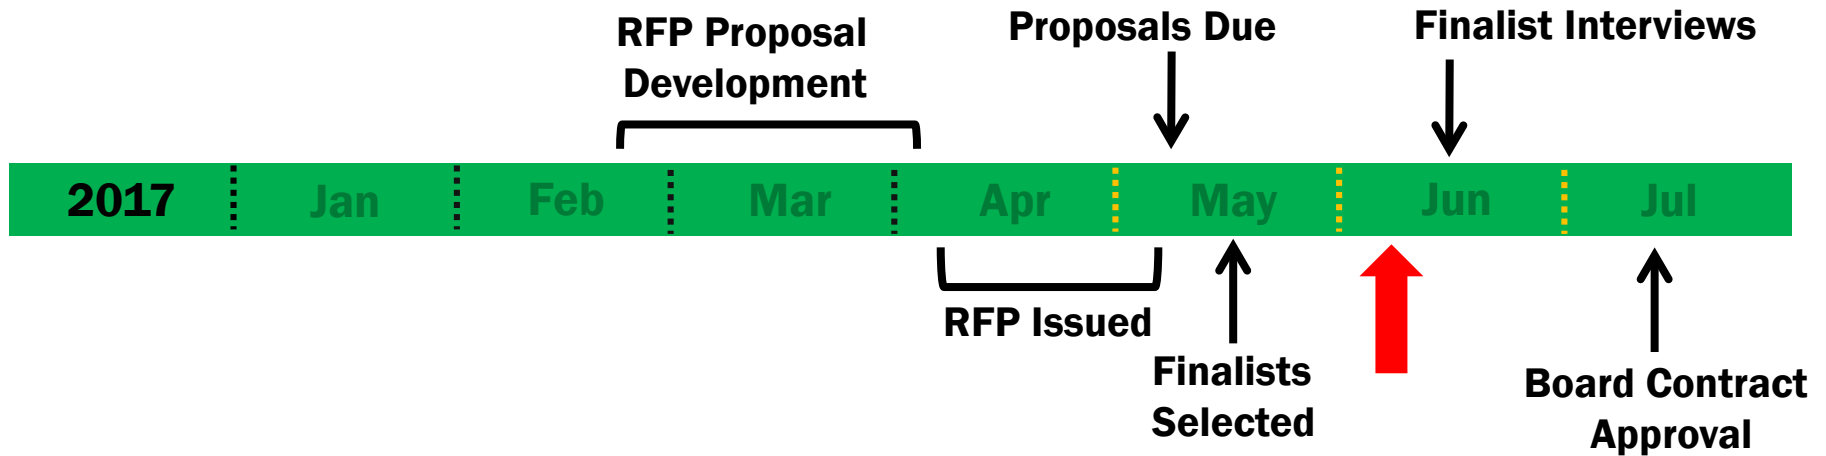 RFP Proposal
Development
Proposals Due
Finalist Interviews
2017
Jan
Feb
Mar
Apr
May
Jun
Jul
RFP Issued
Finalists
Selected
Board Contract
Approval